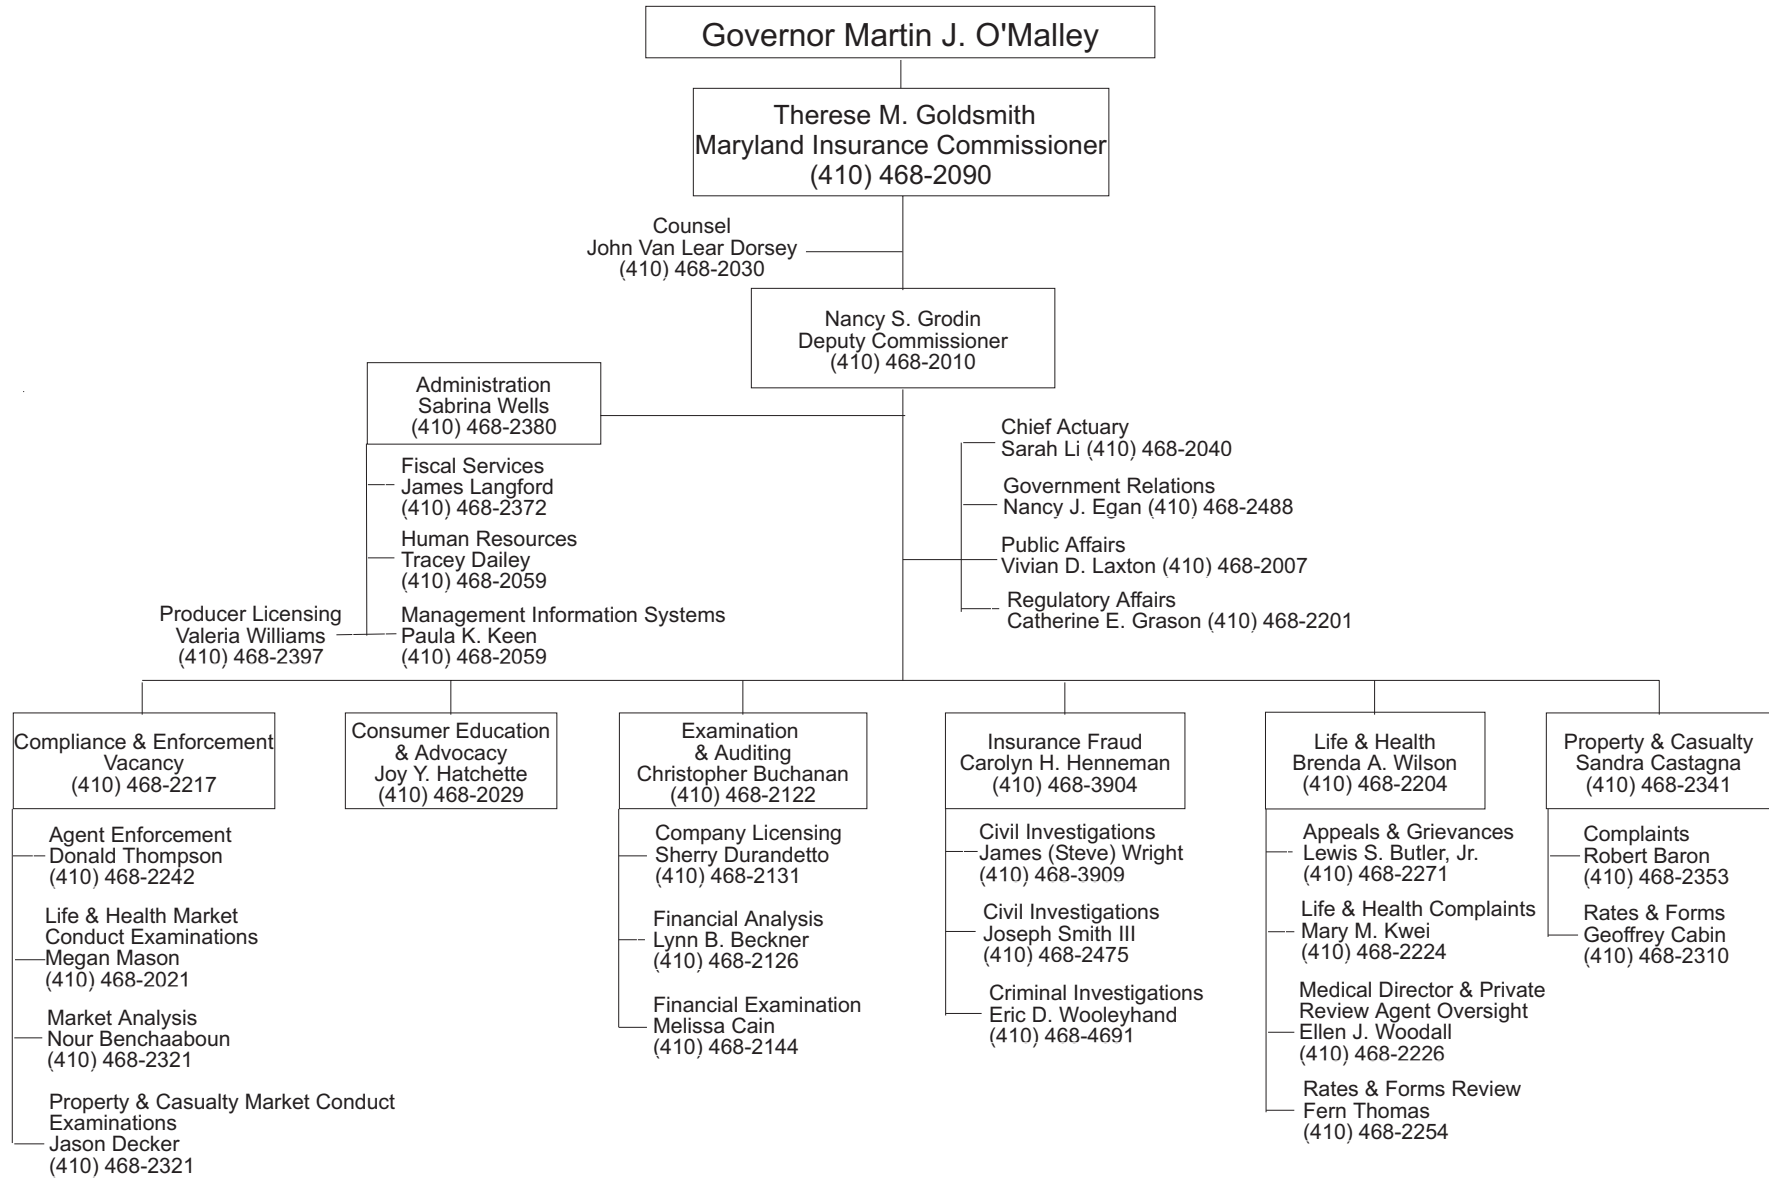 Governor Martin J. O'Malley
Therese M. Goldsmith
Maryland Insurance Commissioner
(410) 468-2090
Counsel
John Van Lear Dorsey
(410) 468-2030
Nancy S. Grodin
Deputy Commissioner
(410) 468-2010
Administration
Sabrina Wells
(410) 468-2380
Fiscal Services
James Langford
(410) 468-2372
Human Resources
Tracey Dailey
(410) 468-2059
Management Information Systems
Paula K. Keen
(410) 468-2059
Producer Licensing
Valeria Williams
(410) 468-2397
Chief Actuary
Sarah Li (410) 468-2040
Government Relations
Nancy J. Egan (410) 468-2488
Public Affairs
Vivian D. Laxton (410) 468-2007
Regulatory Affairs
Catherine E. Grason (410) 468-2201
Compliance & Enforcement
Vacancy
(410) 468-2217
Agent Enforcement
Donald Thompson
(410) 468-2242
Life & Health Market
Conduct Examinations
Megan Mason
(410) 468-2021
Market Analysis
Nour Benchaaboun
(410) 468-2321
Property & Casualty Market Conduct
Examinations
Jason Decker
(410) 468-2321
Consumer Education
& Advocacy
Joy Y. Hatchette
(410) 468-2029
Examination
& Auditing
Christopher Buchanan
(410) 468-2122
Company Licensing
Sherry Durandetto
(410) 468-2131
Financial Analysis
Lynn B. Beckner
(410) 468-2126
Financial Examination
Melissa Cain
(410) 468-2144
Insurance Fraud
Carolyn H. Henneman
(410) 468-3904
Civil Investigations
James (Steve) Wright
(410) 468-3909
Civil Investigations
Joseph Smith III
(410) 468-2475
Criminal Investigations
Eric D. Wooleyhand
(410) 468-4691
Life & Health
Brenda A. Wilson
(410) 468-2204
Appeals & Grievances
Lewis S. Butler, Jr.
(410) 468-2271
Life & Health Complaints
Mary M. Kwei
(410) 468-2224
Medical Director & Private
Review Agent Oversight
Ellen J. Woodall
(410) 468-2226
Rates & Forms Review
Fern Thomas
(410) 468-2254
Property & Casualty
Sandra Castagna
(410) 468-2341
Complaints
Robert Baron
(410) 468-2353
Rates & Forms
Geoffrey Cabin
(410) 468-2310